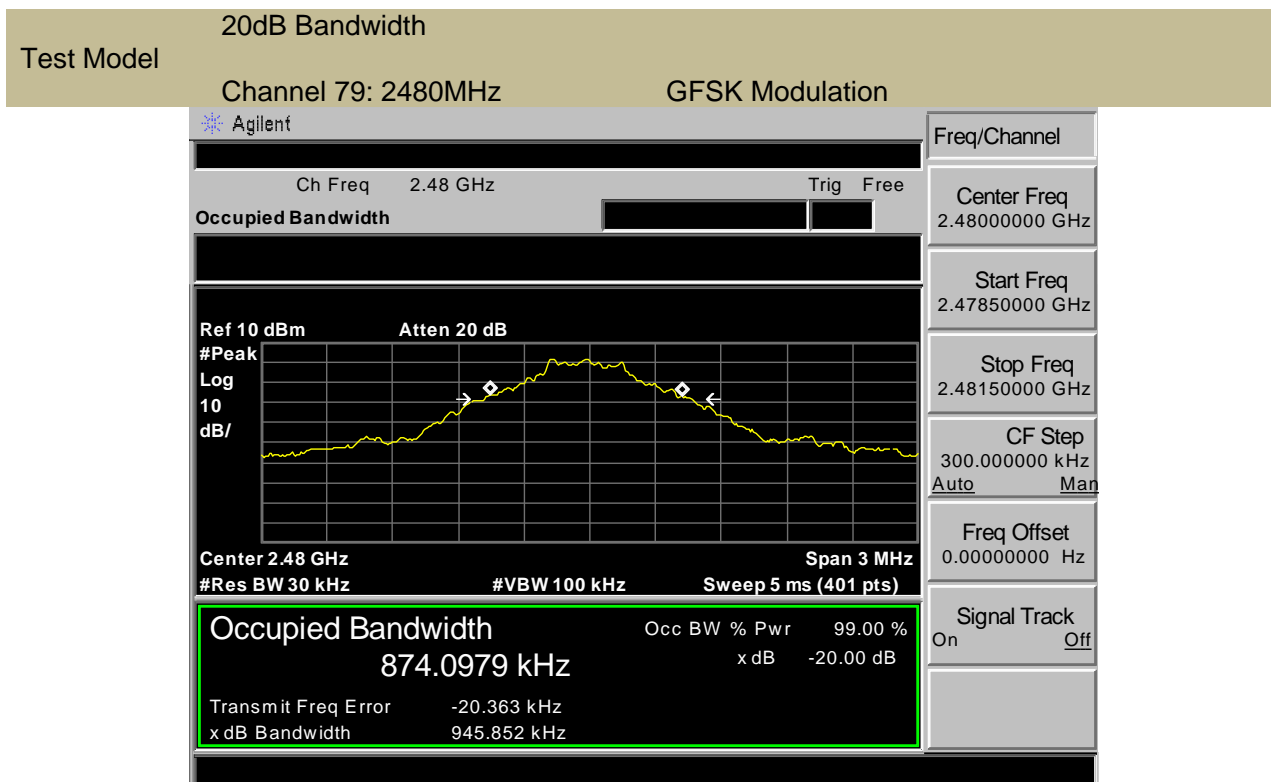 20dB Bandwidth
Test Model
Channel 79: 2480MHz GFSK Modulation
Agilent
Freq/Channel
Ch Freq 2.48 GHz Trig Free
Occupied Bandwidth
Center Freq
2.48000000 GHz
Start Freq
2.47850000 GHz
Ref 10 dBm Atten 20 dB
#Peak
Log
10
dB/
Stop Freq
2.48150000 GHz
CF Step
300.000000 kHz
Auto Man
Freq Offset
0.00000000 Hz
Center 2.48 GHz Span 3 MHz
#Res BW 30 kHz #VBW 100 kHz Sweep 5 ms (401 pts)
Signal Track
On Off
Occupied Bandwidth Occ BW % Pwr 99.00 %
874.0979 kHz x dB -20.00 dB
Transmit Freq Error -20.363 kHz
x dB Bandwidth 945.852 kHz